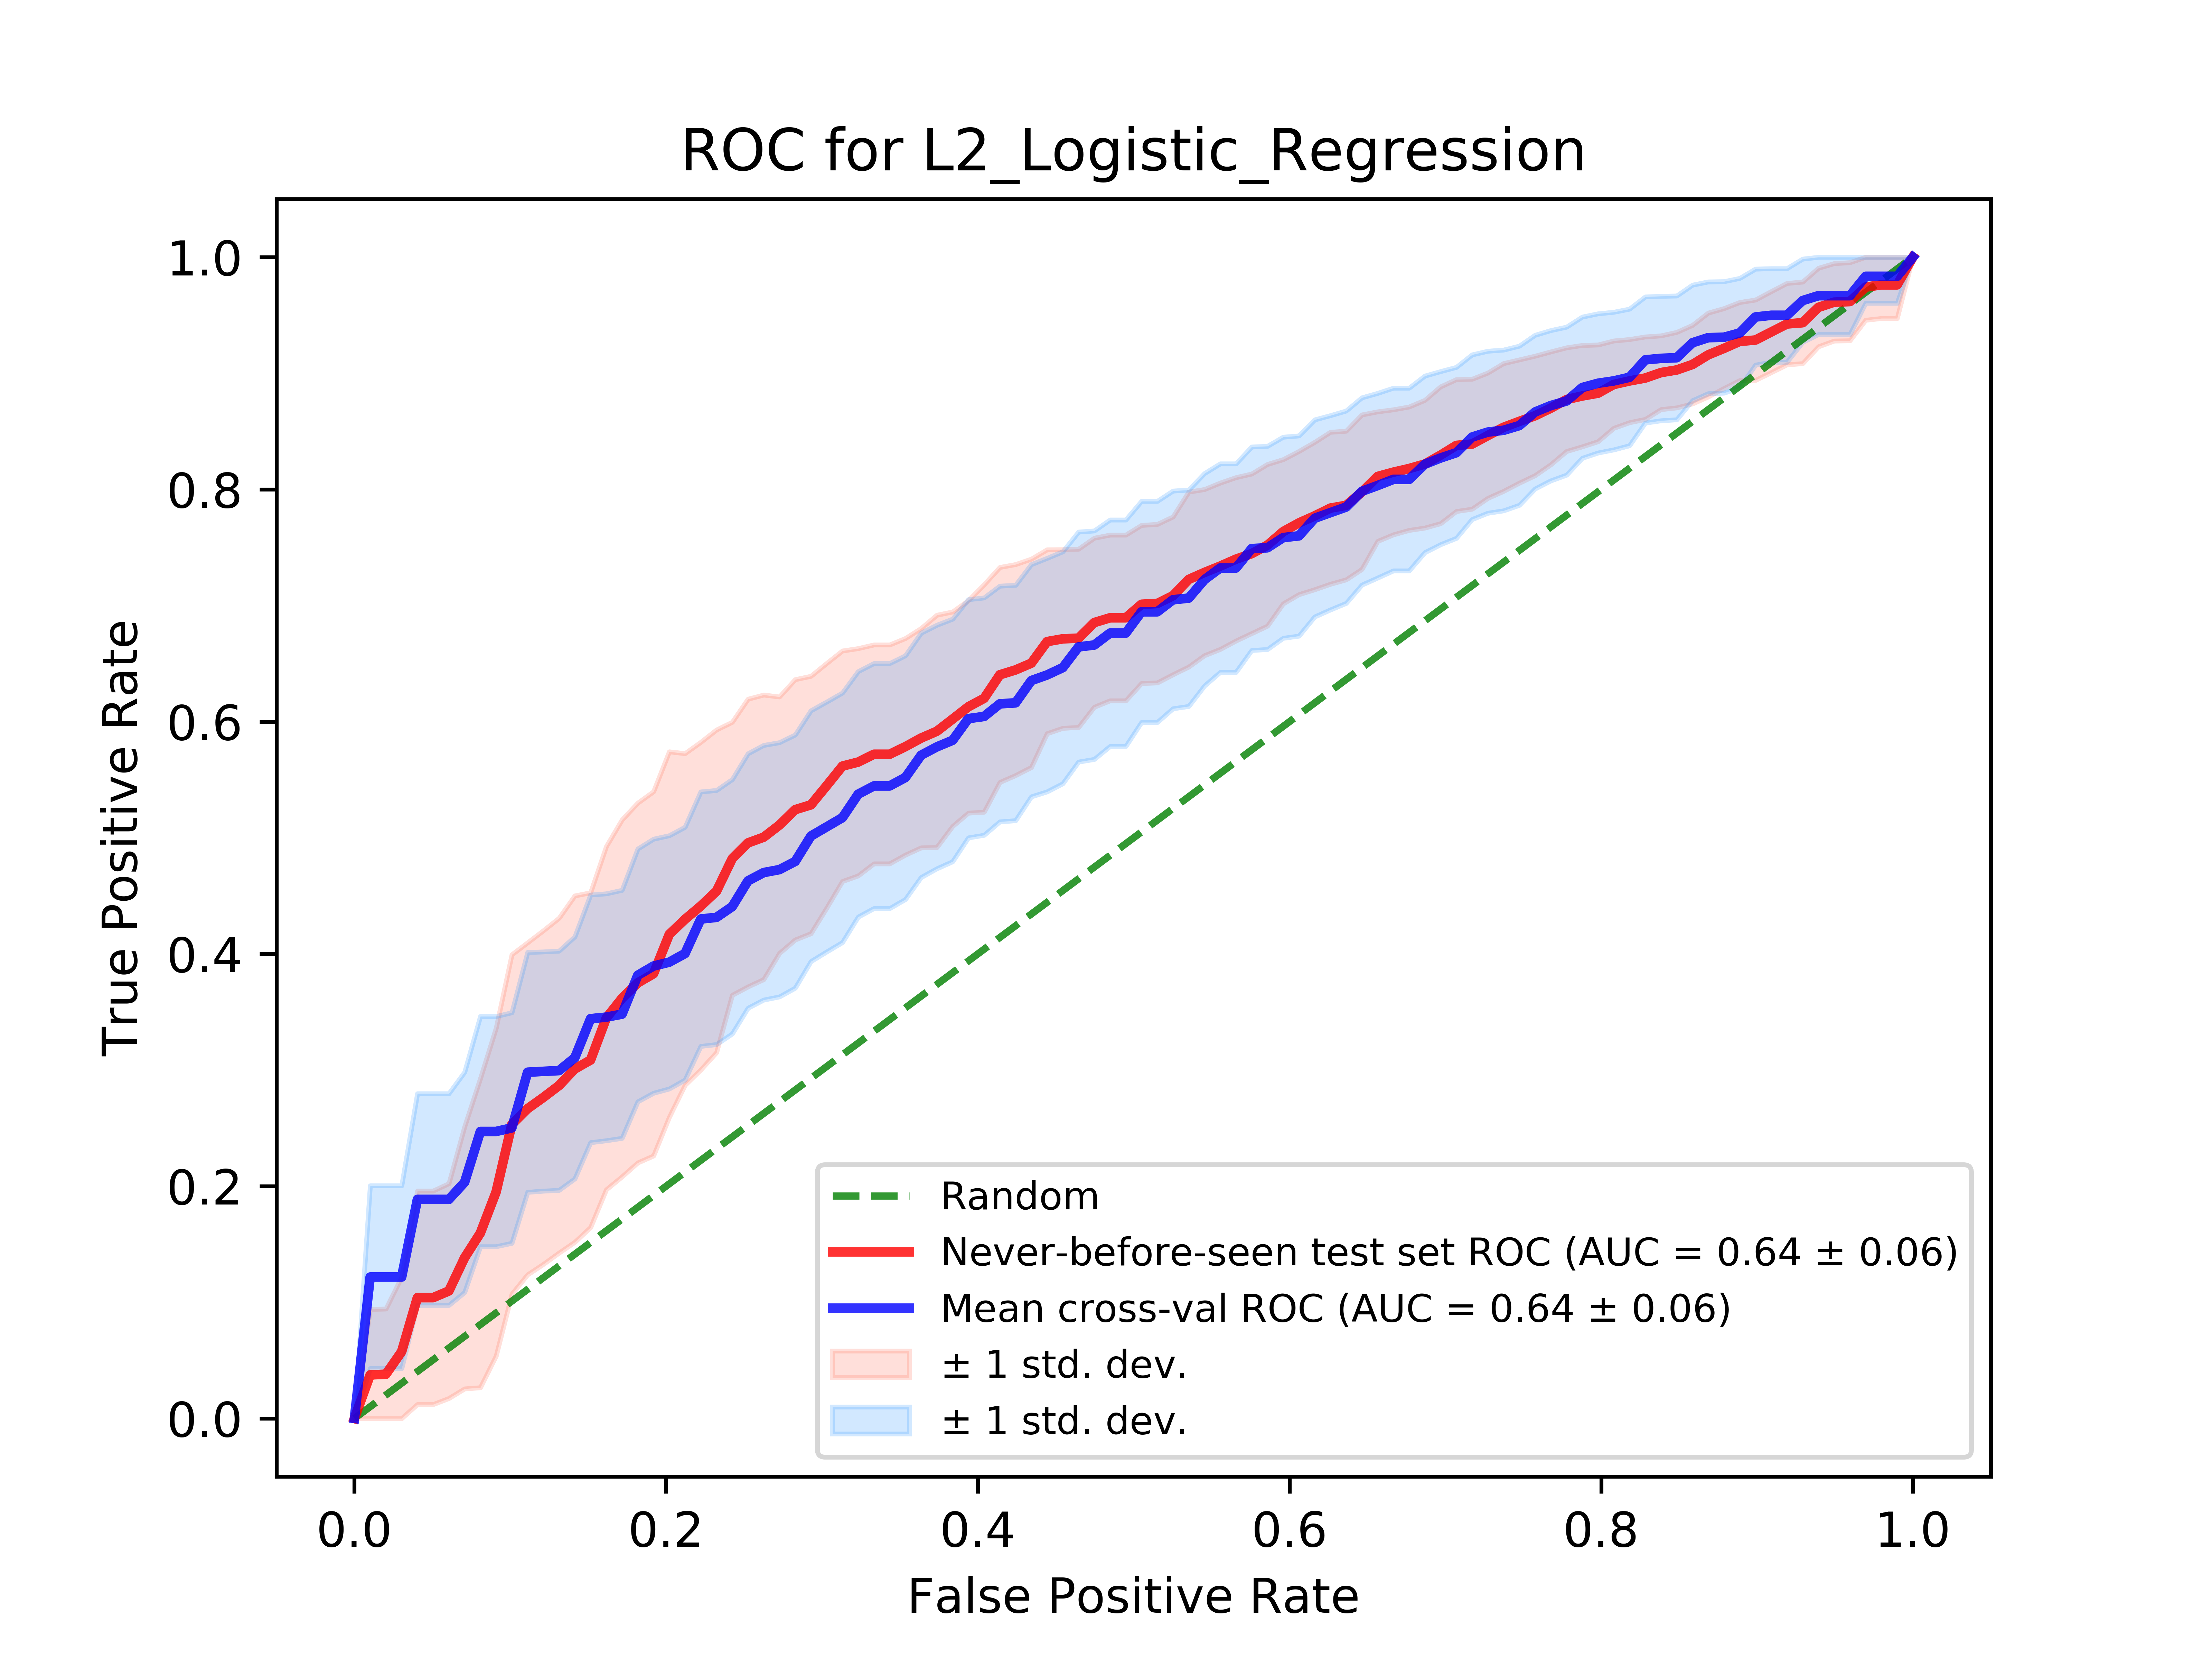 ROC for L2_Logistic_Regression
True Positive Rate
1.0
0.8
0.6
0.4
0.2
0.0
Random
Never-before-seen test set ROC (AUC = 0.64 ± 0.06)
Mean cross-val ROC (AUC = 0.64 ± 0.06)
± 1 std. dev.
± 1 std. dev.
0.0 0.2 0.4 0.6 0.8 1.0
False Positive Rate